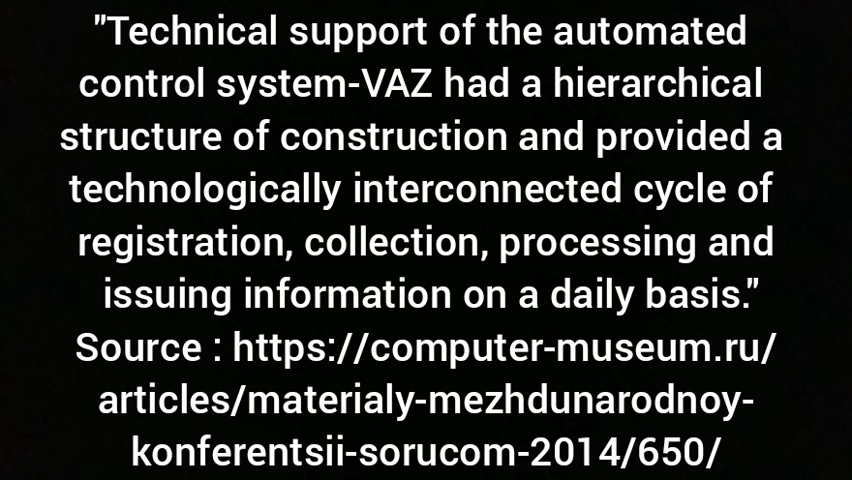 "Technical support of the automated
control system-VAZ had a hierarchical
structure of construction and provided a
technologically interconnected cycle of
registration, collection, processing and
issuing information on a daily basis."
Source : https://computer-museum.ru/
articles/materialy-mezhdunarodnoy-
konferentsii-sorucom-2014/650/